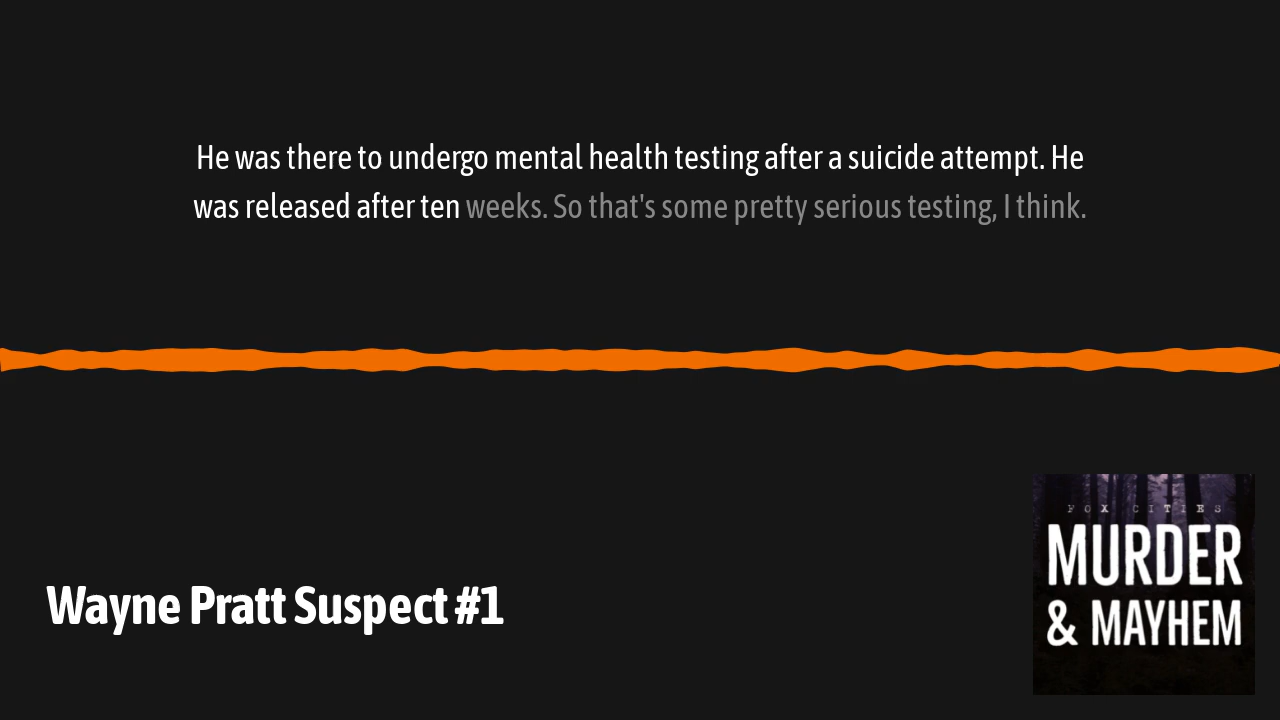 He was there to undergo mental health testing after a suicide attempt. He
was released after ten weeks. So that's some pretty serious testing, I think.
FOX CITIES
MURDER
& MAYHEM
Wayne Pratt Suspect #1